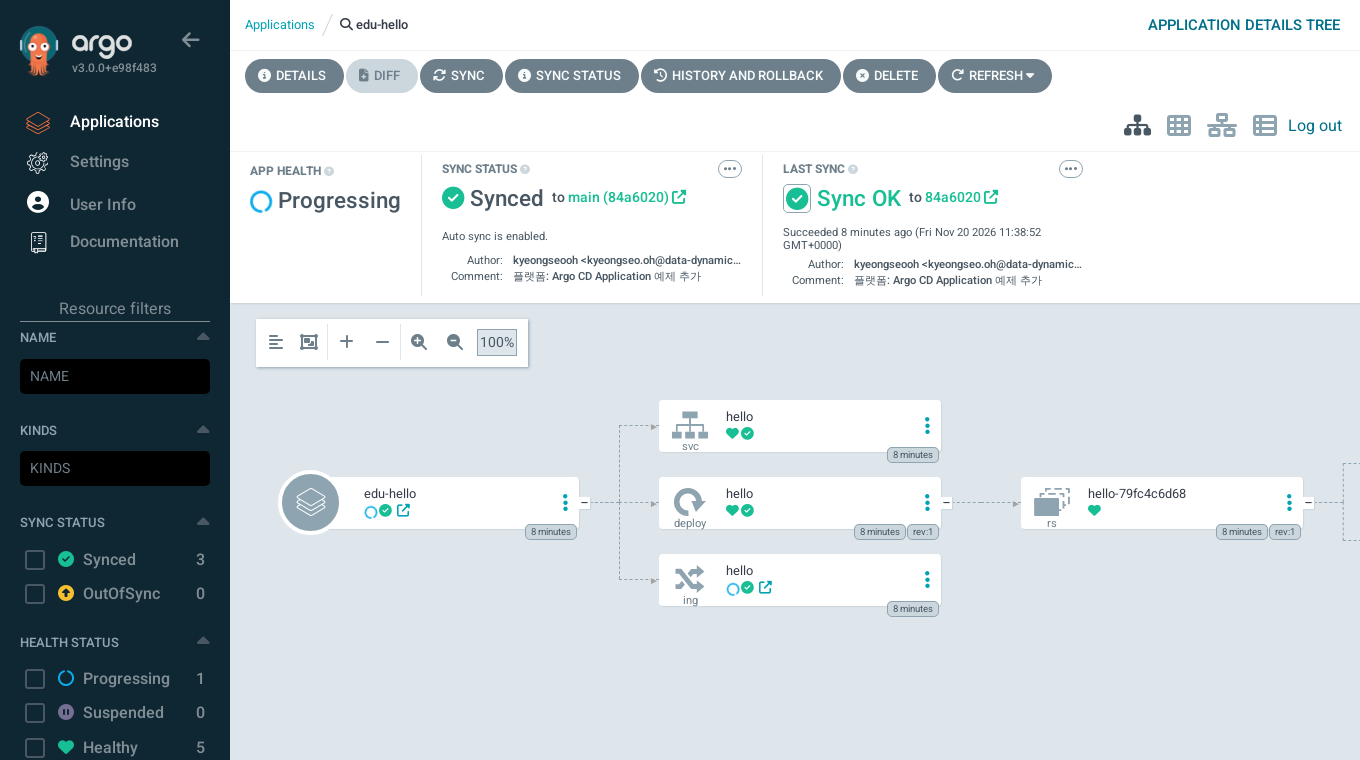 argo
v3.0.0+e98f483
Applications
Settings
User Info
Documentation
Resource filters
NAME
NAME
KINDS
KINDS
SYNC STATUS
Synced 3
OutOfSync 0
HEALTH STATUS
Progressing 1
Suspended 0
Healthy 5
Applications / edu-hello
APPLICATION DETAILS TREE
DETAILS DIFF SYNC SYNC STATUS HISTORY AND ROLLBACK DELETE REFRESH
Log out
APP HEALTH
Progressing
SYNC STATUS
Synced to main (84a6020)
Auto sync is enabled.
Author: kyeongseooh <kyeongseo.oh@data-dynamic...
Comment: 플랫폼: Argo CD Application 예제 추가
LAST SYNC
Sync OK to 84a6020
Succeeded 8 minutes ago (Fri Nov 20 2026 11:38:52
GMT+0000)
Author: kyeongseooh <kyeongseo.oh@data-dynamic...
Comment: 플랫폼: Argo CD Application 예제 추가
100%
edu-hello
8 minutes
hello
svc
8 minutes
hello
deploy
8 minutes rev:1
hello
ing
8 minutes
hello-79fc4c6d68
rs
8 minutes rev:1